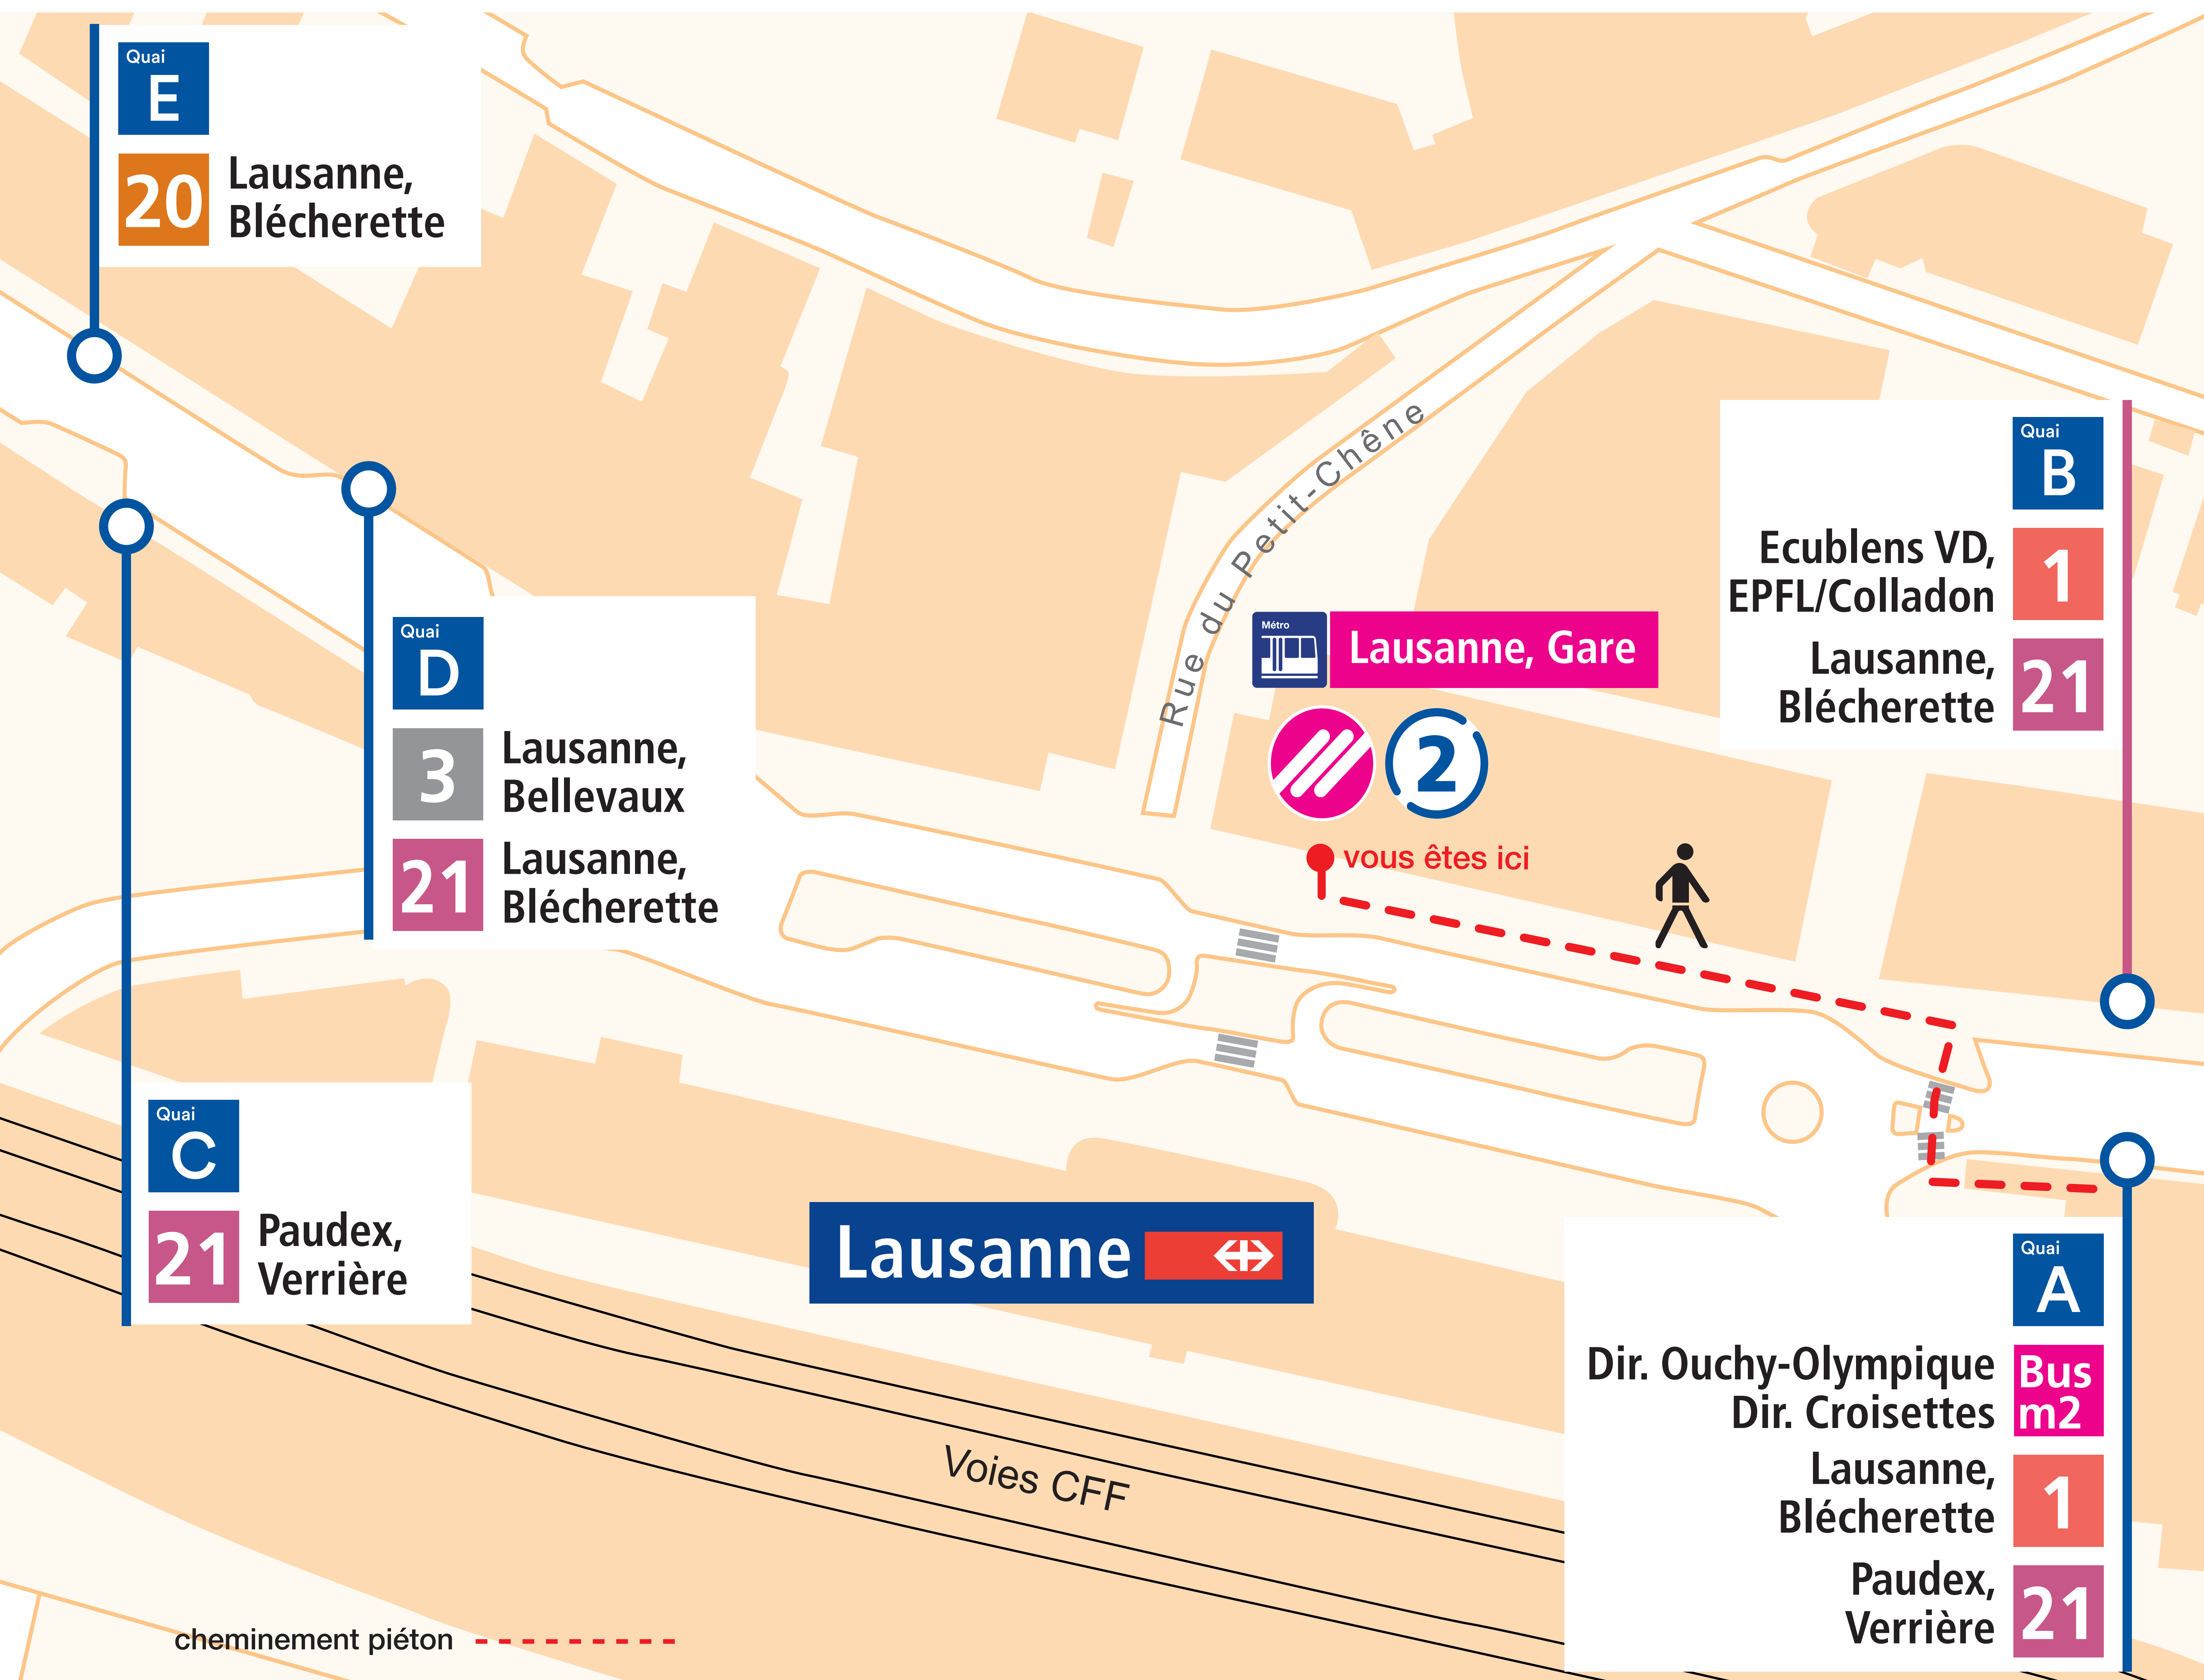 Quai
E
20
Lausanne,
Blécherette
Quai
D
3
Lausanne,
Bellevaux
21
Lausanne,
Blécherette
Quai
C
21
Paudex,
Verrière
Rue du Petit-Chêne
Métro
Lausanne, Gare
2
vous êtes ici
Quai
B
Ecublens VD,
EPFL/Colladon
1
Lausanne,
Blécherette
21
Lausanne
Voies CFF
Quai
A
Dir. Ouchy-Olympique
Dir. Croisettes
Bus
m2
Lausanne,
Blécherette
1
Paudex,
Verrière
21
cheminement piéton